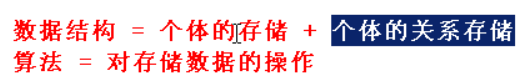 数据结构 = 个体的存储 + 个体的关系存储
算法 = 对存储数据的操作